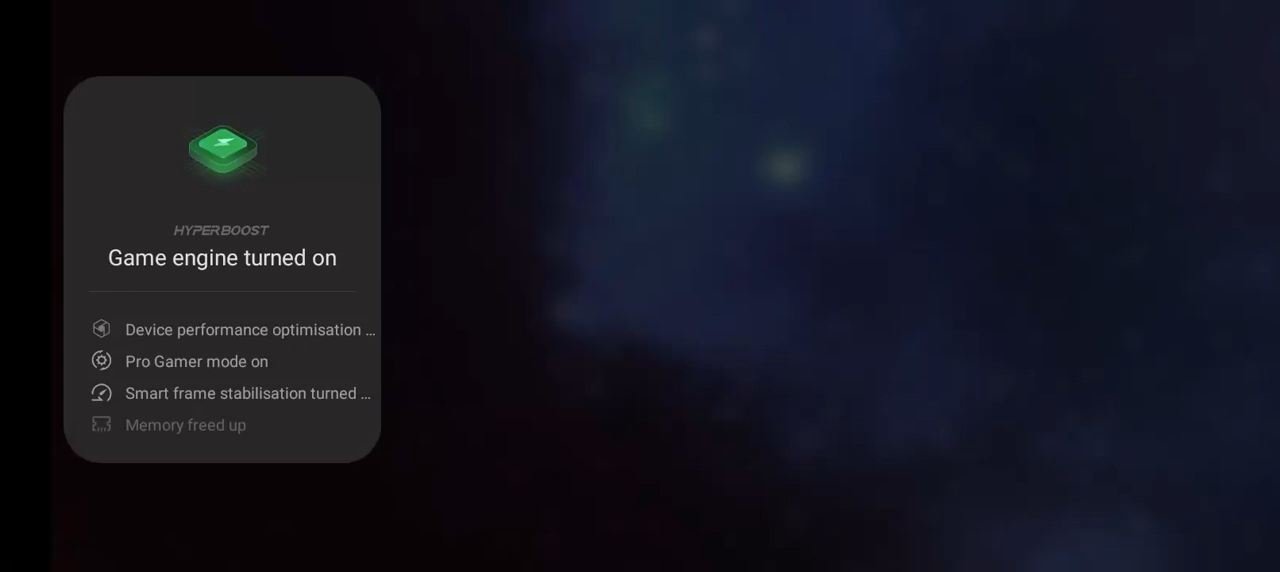 HYPERBOOST
Game engine turned on
Device performance optimisation ...
Pro Gamer mode on
Smart frame stabilisation turned ...
Memory freed up